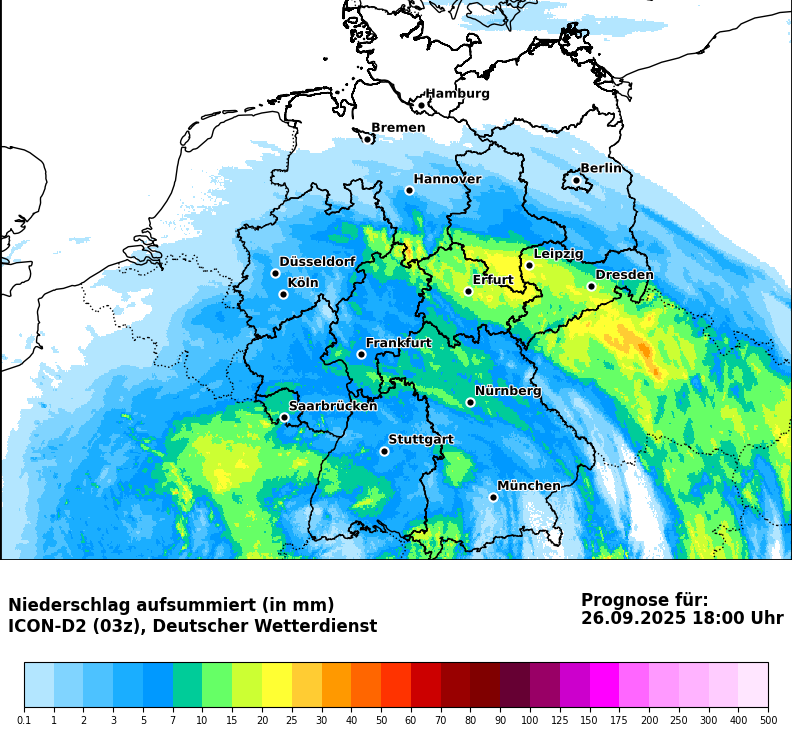 Hamburg
Bremen
Berlin
Hannover
Leipzig
Düsseldorf
Dresden
Köln
Erfurt
Frankfurt
Nürnberg
Saarbrücken
Stuttgart
München
Niederschlag aufsummiert (in mm)
ICON-D2 (03z), Deutscher Wetterdienst
Prognose für:
26.09.2025 18:00 Uhr
0.1 1 2 3 5 7 10 15 20 25 30 40 50 60 70 80 90 100 125 150 175 200 250 300 400 500